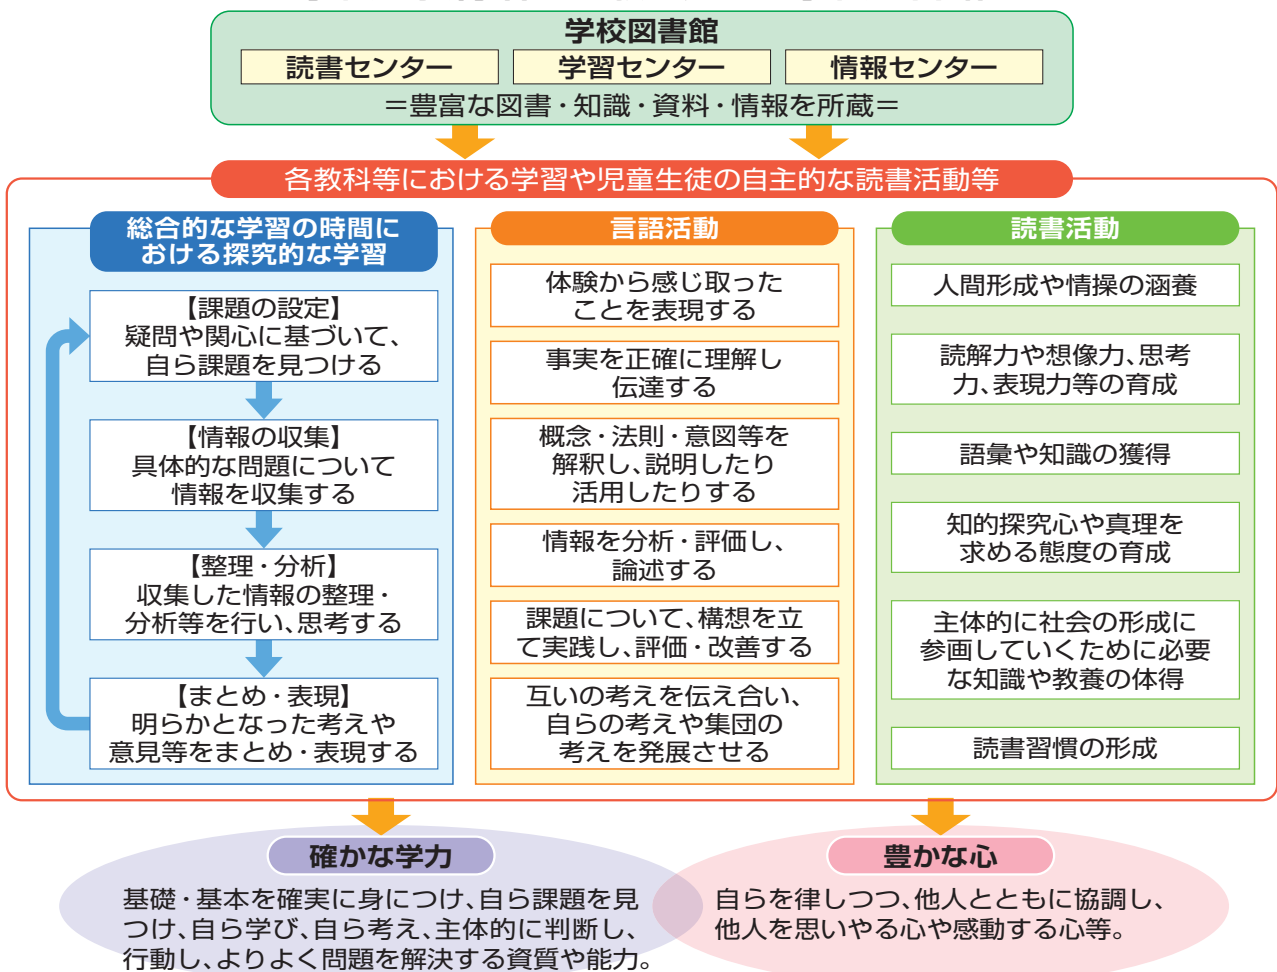 学校図書館
読書センター
学習センター
情報センター
＝豊富な図書・知識・資料・情報を所蔵＝
各教科等における学習や児童生徒の自主的な読書活動等
総合的な学習の時間に
おける探究的な学習
【課題の設定】
疑問や関心に基づいて、
自ら課題を見つける
【情報の収集】
具体的な問題について
情報を収集する
【整理・分析】
収集した情報の整理・
分析等を行い、思考する
【まとめ・表現】
明らかとなった考えや
意見等をまとめ・表現する
言語活動
体験から感じ取った
ことを表現する
事実を正確に理解し
伝達する
概念・法則・意図等を
解釈し、説明したり
活用したりする
情報を分析・評価し、
論述する
課題について、構想を立
て実践し、評価・改善する
互いの考えを伝え合い、
自らの考えや集団の
考えを発展させる
読書活動
人間形成や情操の涵養
読解力や想像力、思考
力、表現力等の育成
語彙や知識の獲得
知的探究心や真理を
求める態度の育成
主体的に社会の形成に
参画していくために必要
な知識や教養の体得
読書習慣の形成
確かな学力
基礎・基本を確実に身につけ、自ら課題を見
つけ、自ら学び、自ら考え、主体的に判断し、
行動し、よりよく問題を解決する資質や能力。
豊かな心
自らを律しつつ、他人とともに協調し、
他人を思いやる心や感動する心等。